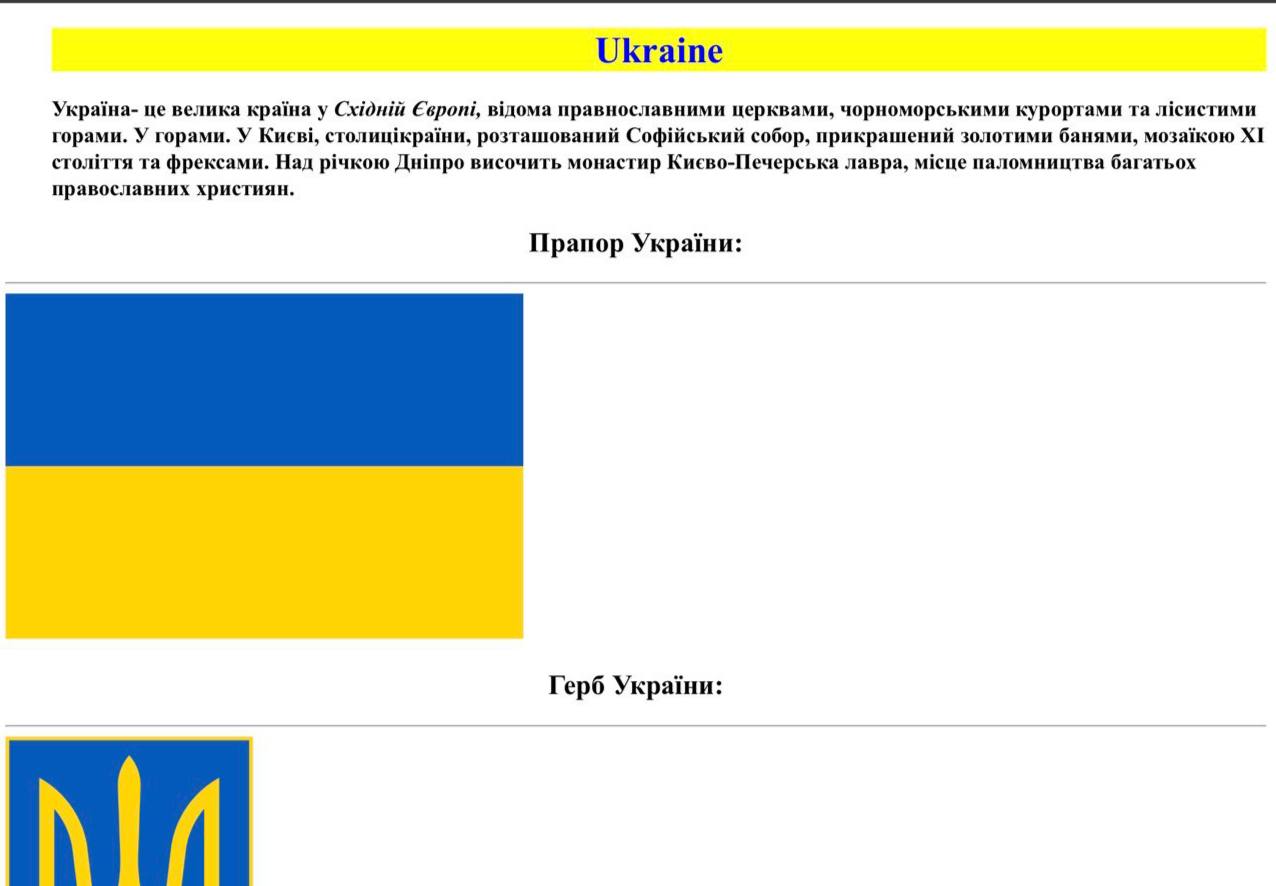 Ukraine
Україна- це велика країна у Східній Європі, відома правнославними церквами, чорноморськими курортами та лісистими
горами. У горами. У Києві, столицікраїни, розташований Софійський собор, прикрашений золотими банями, мозаїкою XI
століття та фрексами. Над річкою Дніпро височить монастир Києво-Печерська лавра, місце паломництва багатьох
православних християн.
Прапор України:
Герб України: